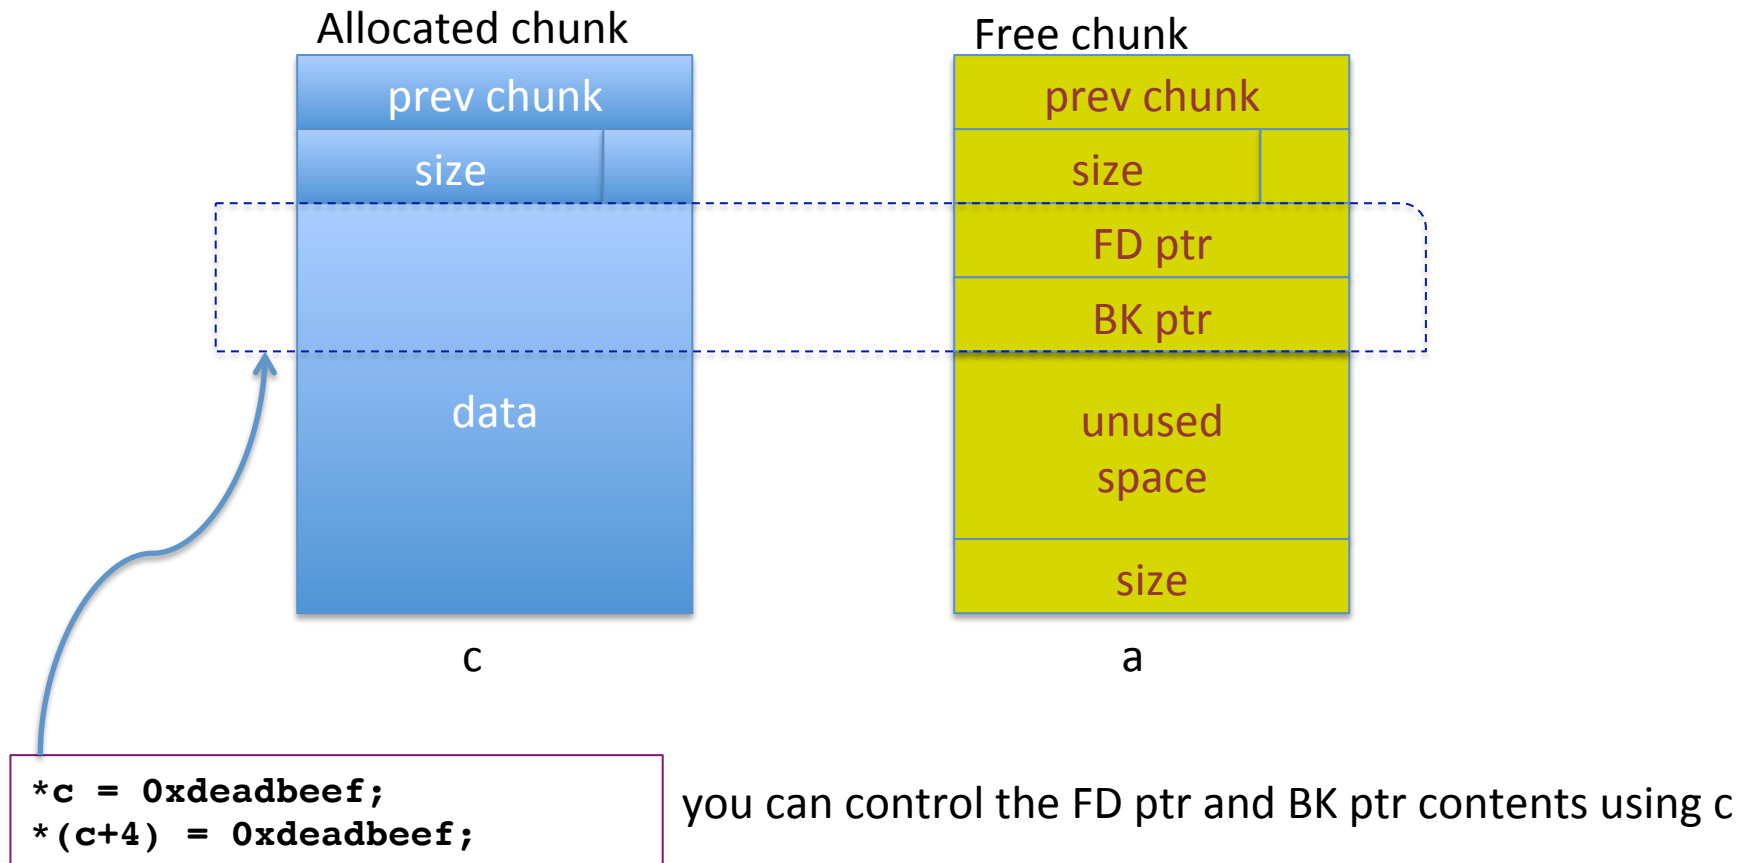 Allocated chunk
prev chunk
size
data
c
Free chunk
prev chunk
size
FD ptr
BK ptr
unused
space
size
a
*c = 0xdeadbeef;
*(c+4) = 0xdeadbeef;
you can control the FD ptr and BK ptr contents using c